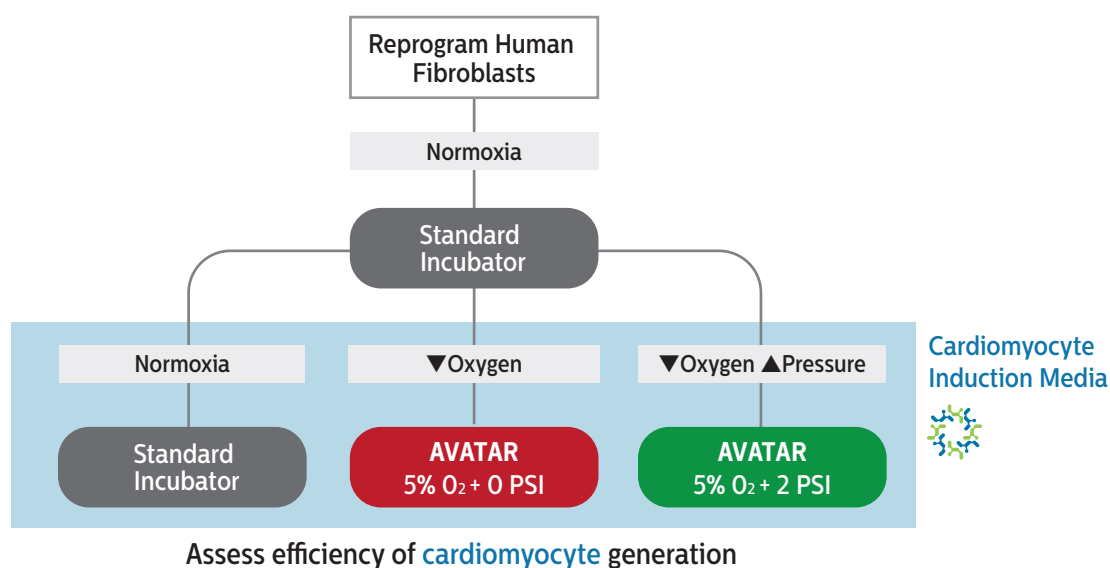 Reprogram Human
Fibroblasts
Normoxia
Standard
Incubator
Normoxia
▼Oxygen
▼Oxygen ▲Pressure
Cardiomyocyte
Induction Media
Standard
Incubator
AVATAR
5% O₂ + 0 PSI
AVATAR
5% O₂ + 2 PSI
Assess efficiency of cardiomyocyte generation